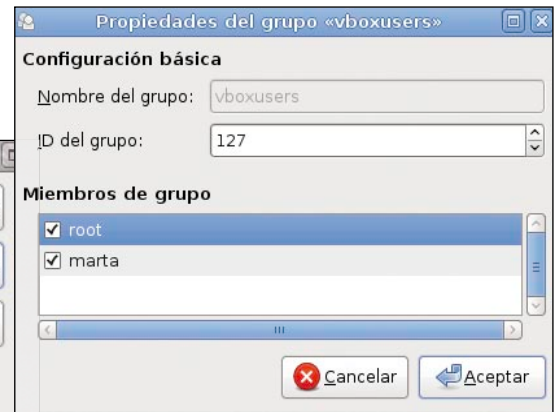 Propiedades del grupo «vboxusers»
Configuración básica
Nombre del grupo: vboxusers
ID del grupo: 127
Miembros de grupo
root
marta
Cancelar Aceptar